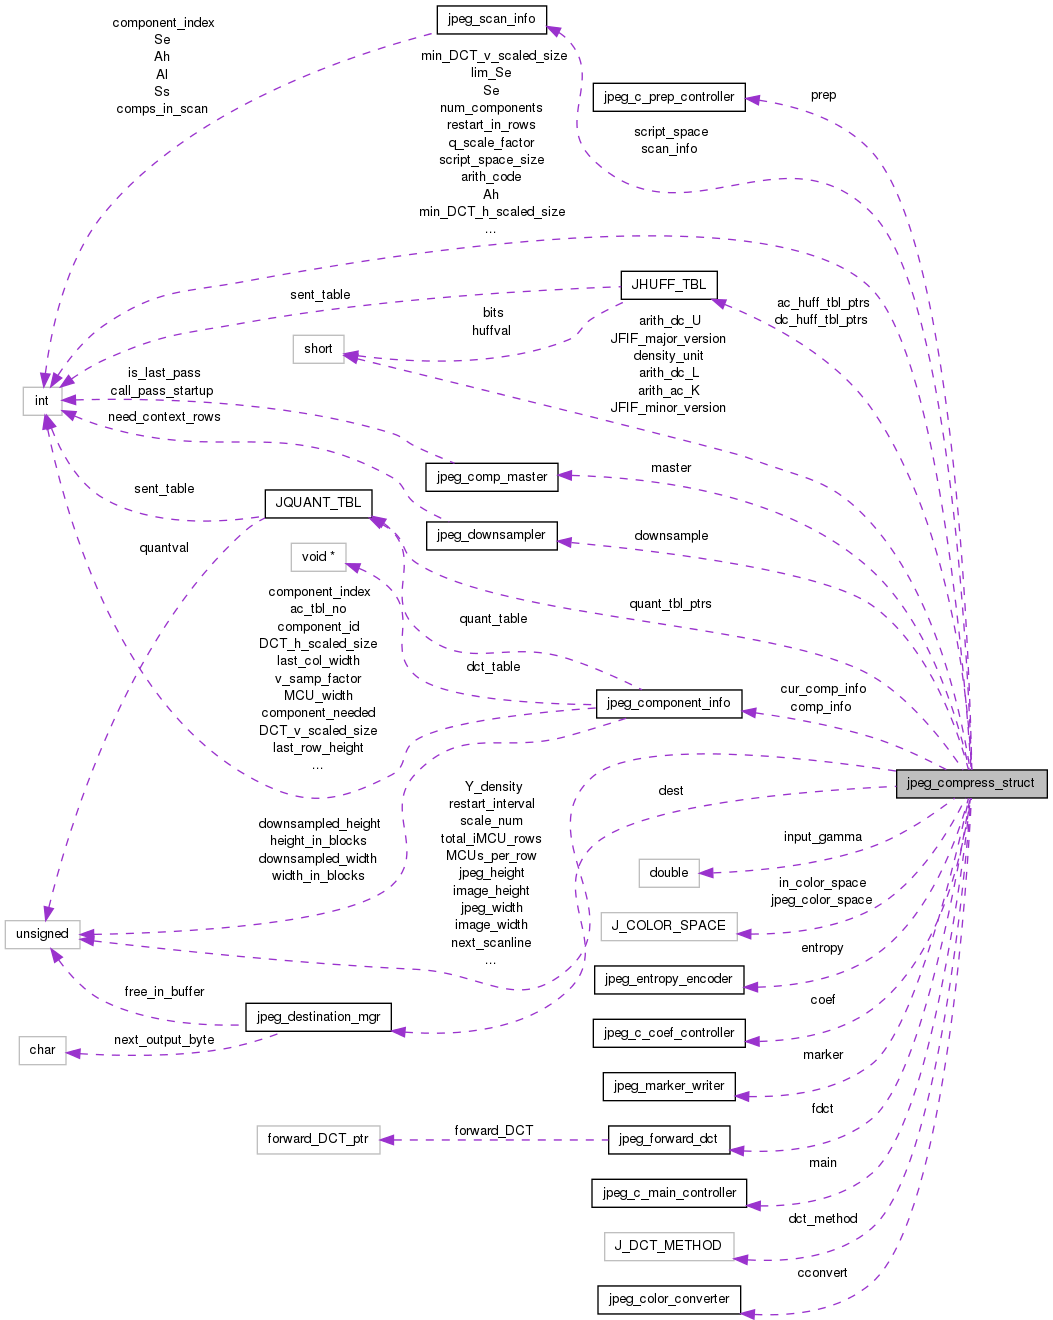 jpeg_scan_info
component_index
Se
Ah
Al
Ss
comps_in_scan
min_DCT_v_scaled_size
lim_Se
Se
num_components
restart_in_rows
q_scale_factor
script_space_size
arith_code
Ah
min_DCT_h_scaled_size
...
jpeg_c_prep_controller
prep
script_space
scan_info
JHUFF_TBL
sent_table
bits
huffval
ac_huff_tbl_ptrs
dc_huff_tbl_ptrs
short
arith_dc_U
JFIF_major_version
density_unit
arith_dc_L
arith_ac_K
JFIF_minor_version
is_last_pass
call_pass_startup
int
need_context_rows
jpeg_comp_master
master
sent_table
JQUANT_TBL
jpeg_downsampler
downsample
quantval
void *
component_index
ac_tbl_no
component_id
DCT_h_scaled_size
last_col_width
v_samp_factor
MCU_width
component_needed
DCT_v_scaled_size
last_row_height
...
quant_tbl_ptrs
quant_table
dct_table
jpeg_component_info
cur_comp_info
comp_info
jpeg_compress_struct
dest
Y_density
restart_interval
scale_num
total_iMCU_rows
MCUs_per_row
jpeg_height
image_height
jpeg_width
image_width
next_scanline
...
downsampled_height
height_in_blocks
downsampled_width
width_in_blocks
input_gamma
double
in_color_space
jpeg_color_space
J_COLOR_SPACE
unsigned
entropy
jpeg_entropy_encoder
free_in_buffer
coef
jpeg_destination_mgr
jpeg_c_coef_controller
char
next_output_byte
marker
jpeg_marker_writer
fdct
forward_DCT_ptr
forward_DCT
jpeg_forward_dct
main
jpeg_c_main_controller
dct_method
J_DCT_METHOD
cconvert
jpeg_color_converter